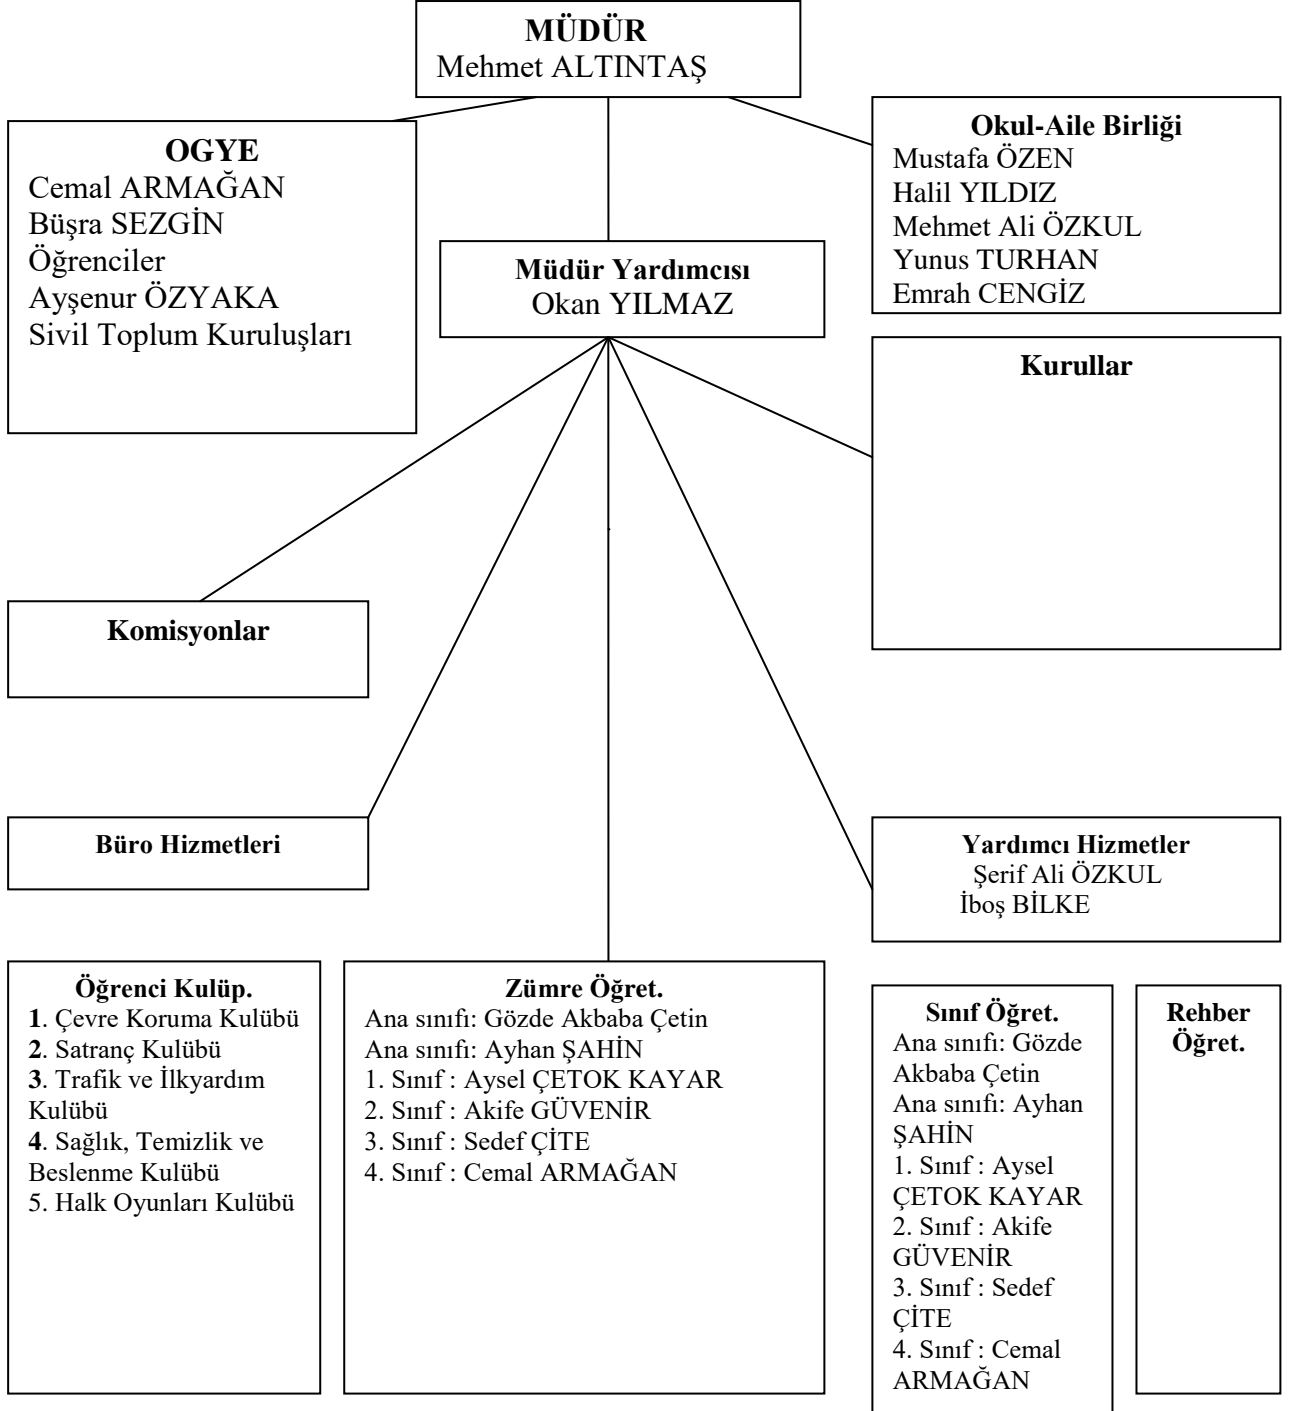 MÜDÜR
Mehmet ALTINTAŞ
OGYE
Cemal ARMAĞAN
Büşra SEZGİN
Öğrenciler
Ayşenur ÖZYAKA
Sivil Toplum Kuruluşları
Okul-Aile Birliği
Mustafa ÖZEN
Halil YILDIZ
Mehmet Ali ÖZKUL
Yunus TURHAN
Emrah CENGİZ
Müdür Yardımcısı
Okan YILMAZ
Kurullar
Komisyonlar
Büro Hizmetleri
Yardımcı Hizmetler
Şerif Ali ÖZKUL
İboş BİLKE
Öğrenci Kulüp.
1. Çevre Koruma Kulübü
2. Satranç Kulübü
3. Trafik ve İlkyardım
Kulübü
4. Sağlık, Temizlik ve
Beslenme Kulübü
5. Halk Oyunları Kulübü
Zümre Öğret.
Ana sınıfı: Gözde Akbaba Çetin
Ana sınıfı: Ayhan ŞAHİN
1. Sınıf : Aysel ÇETOK KAYAR
2. Sınıf : Akife GÜVENİR
3. Sınıf : Sedef ÇİTE
4. Sınıf : Cemal ARMAĞAN
Sınıf Öğret.
Ana sınıfı: Gözde
Akbaba Çetin
Ana sınıfı: Ayhan
ŞAHİN
1. Sınıf : Aysel
ÇETOK KAYAR
2. Sınıf : Akife
GÜVENİR
3. Sınıf : Sedef
ÇİTE
4. Sınıf : Cemal
ARMAĞAN
Rehber
Öğret.